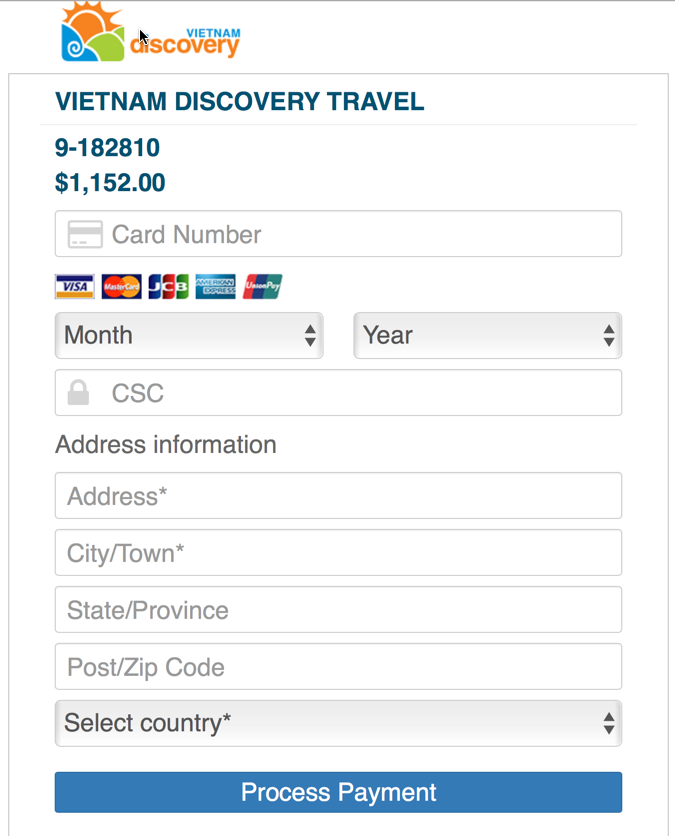 VIETNAM
discovery
VIETNAM DISCOVERY TRAVEL
9-182810
$1,152.00
Card Number
VISA MasterCard JCB AMERICAN EXPRESS UnionPay
Month Year
CSC
Address information
Address*
City/Town*
State/Province
Post/Zip Code
Select country*
Process Payment